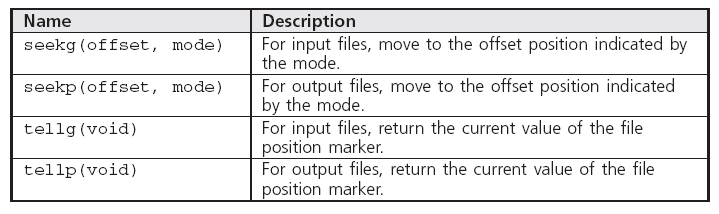 Name Description
seekg(offset, mode) For input files, move to the offset position indicated by
the mode.
seekp(offset, mode) For output files, move to the offset position indicated
by the mode.
tellg(void) For input files, return the current value of the file
position marker.
tellp(void) For output files, return the current value of the file
position marker.